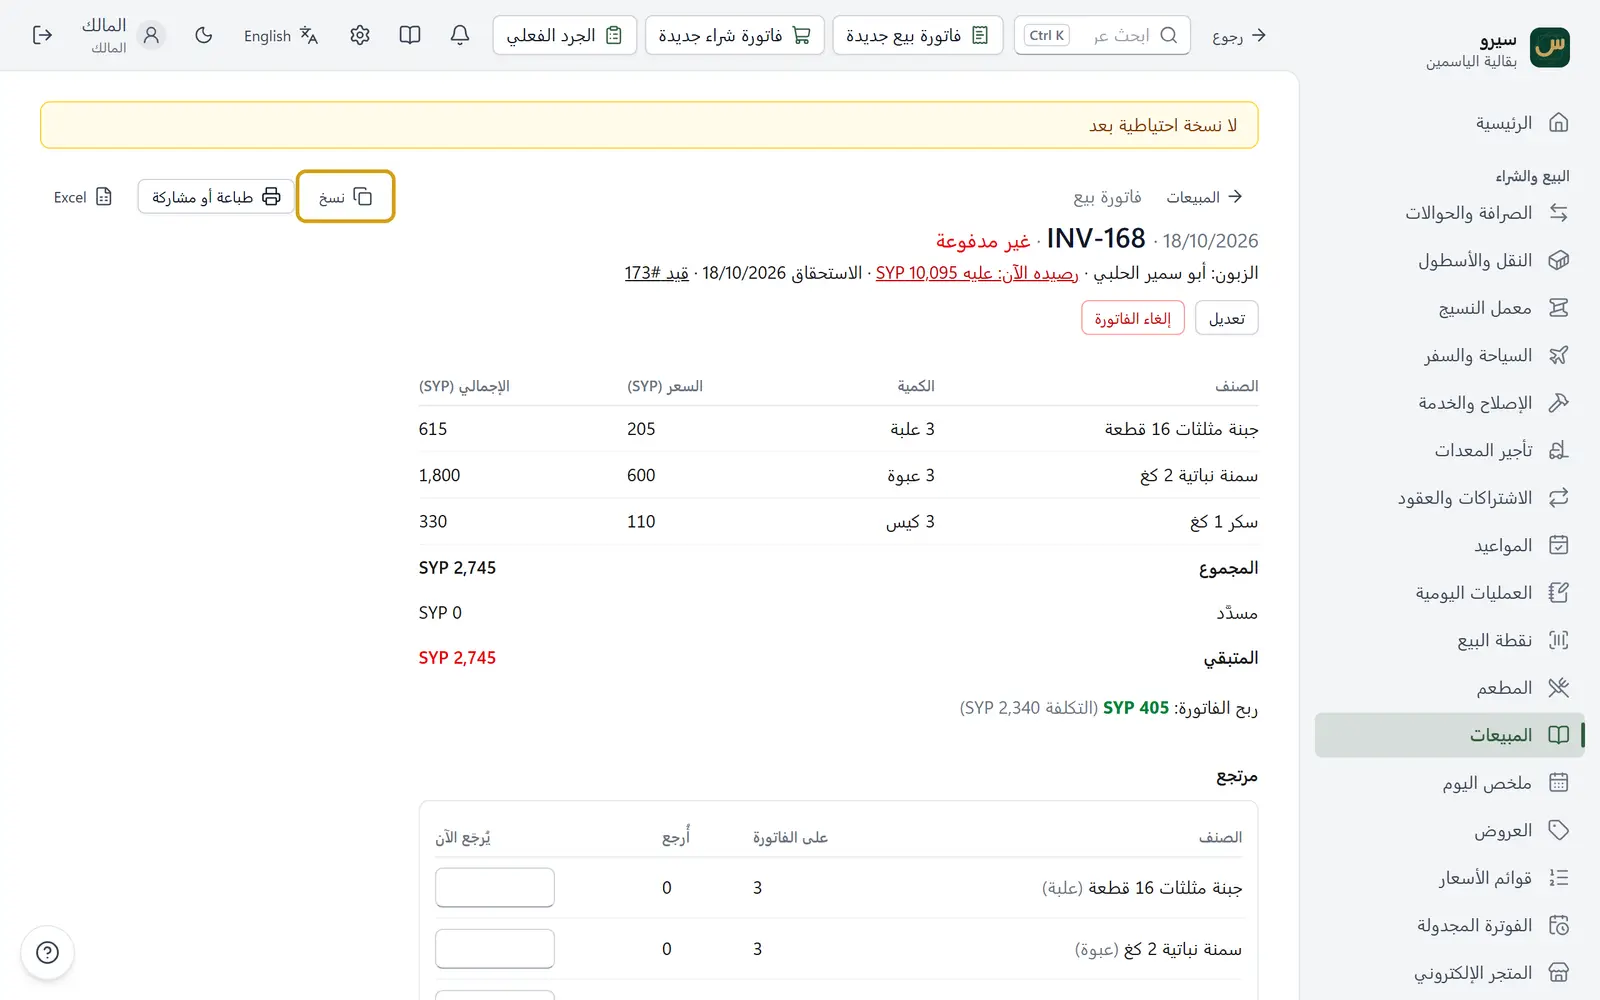 س
سيرو
بقالية الياسمين
رجوع
ابحث عر
Ctrl K
فاتورة بيع جديدة
فاتورة شراء جديدة
الجرد الفعلي
English
المالك
المالك
الرئيسية
البيع والشراء
الصرافة والحوالات
النقل والأسطول
معمل النسيج
السياحة والسفر
الإصلاح والخدمة
تأجير المعدات
الاشتراكات والعقود
المواعيد
العمليات اليومية
نقطة البيع
المطعم
المبيعات
ملخص اليوم
العروض
قوائم الأسعار
الفوترة المجدولة
المتجر الإلكتروني
لا نسخة احتياطية بعد
المبيعات
فاتورة بيع
نسخ
طباعة أو مشاركة
Excel
18/10/2026 · INV-168 · غير مدفوعة
الزبون: أبو سمير الحلبي · رصيده الآن: عليه 10,095 SYP · الاستحقاق 18/10/2026 · قيد #173
تعديل
إلغاء الفاتورة
الصنف الكمية السعر (SYP) الإجمالي (SYP)
جبنة مثلثات 16 قطعة 3 علبة 205 615
سمنة نباتية 2 كغ 3 عبوة 600 1,800
سكر 1 كغ 3 كيس 110 330
المجموع 2,745 SYP
مسدَّد 0 SYP
المتبقي 2,745 SYP
ربح الفاتورة: 405 SYP (التكلفة 2,340 SYP)
مرتجع
الصنف على الفاتورة أُرجع يُرجَع الآن
جبنة مثلثات 16 قطعة (علبة) 3 0
سمنة نباتية 2 كغ (عبوة) 3 0